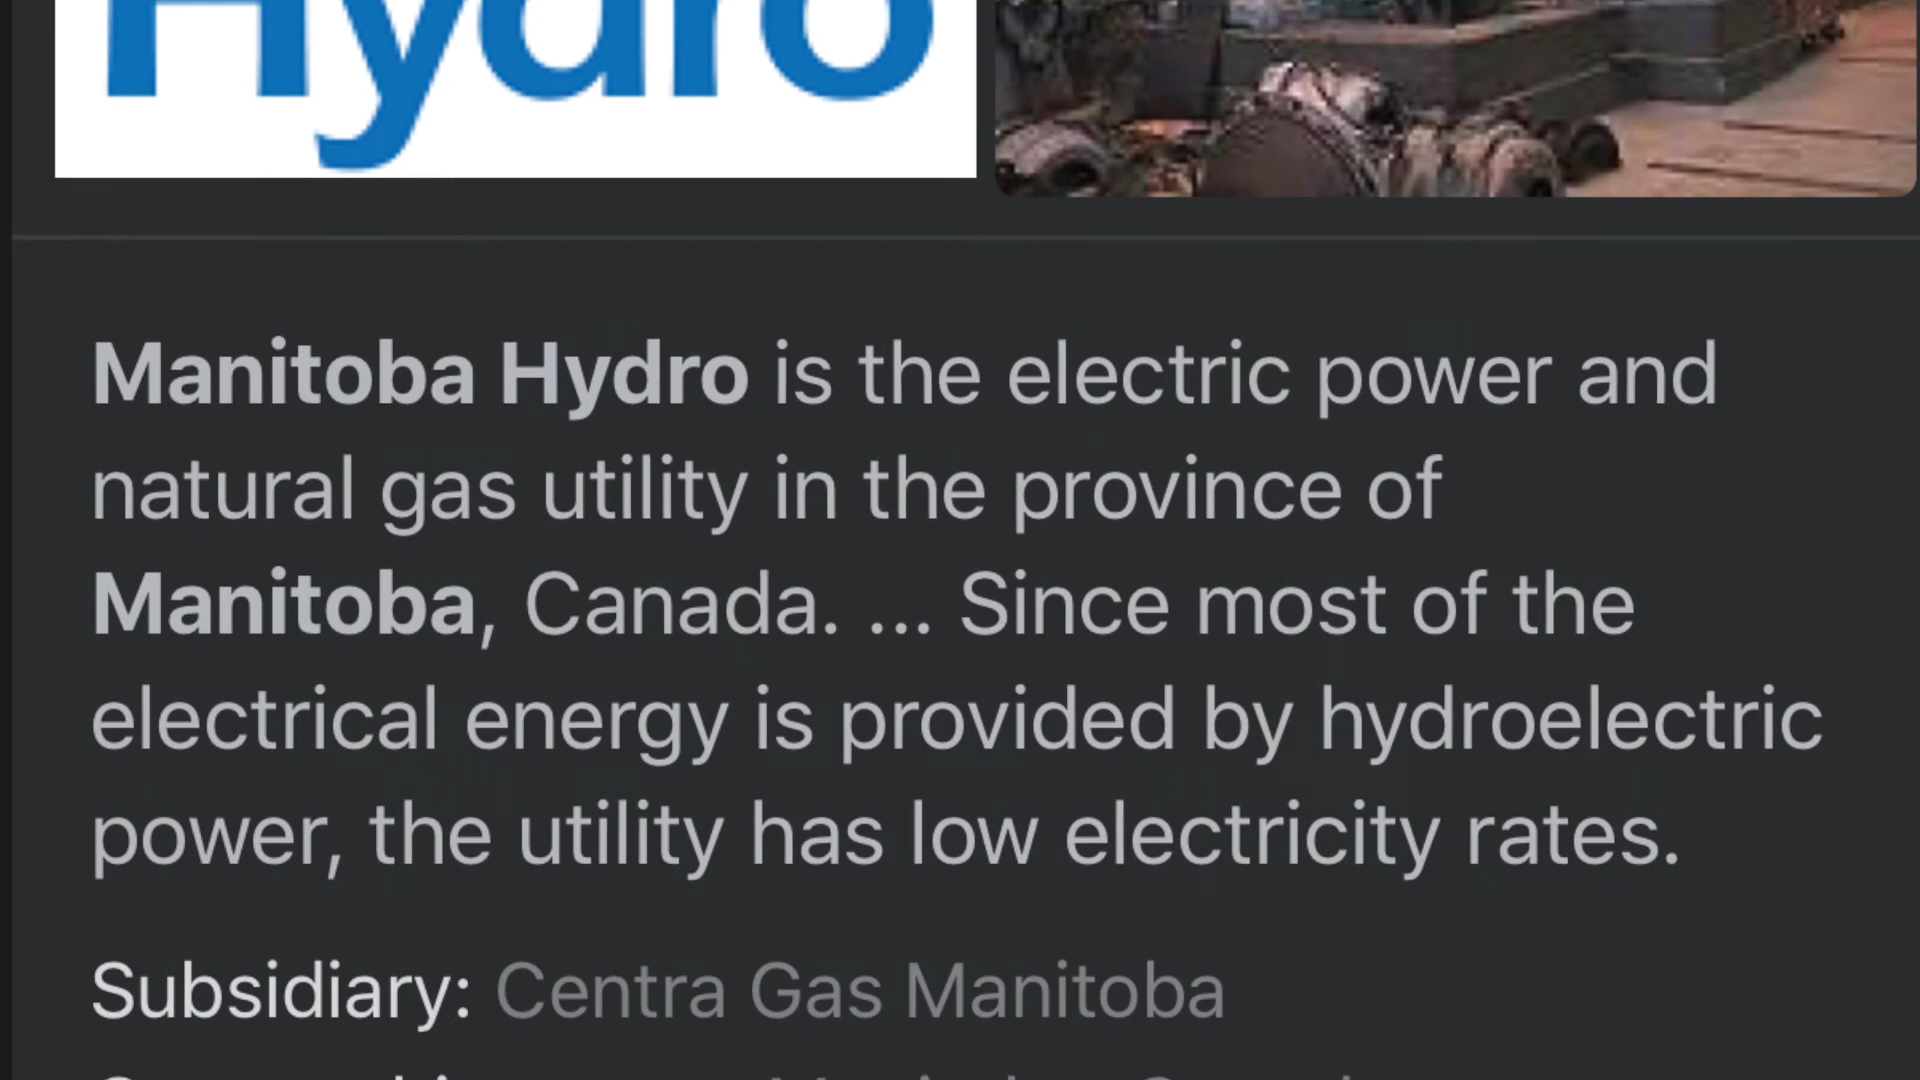 Hydro
Manitoba Hydro is the electric power and
natural gas utility in the province of
Manitoba, Canada. ... Since most of the
electrical energy is provided by hydroelectric
power, the utility has low electricity rates.
Subsidiary: Centra Gas Manitoba